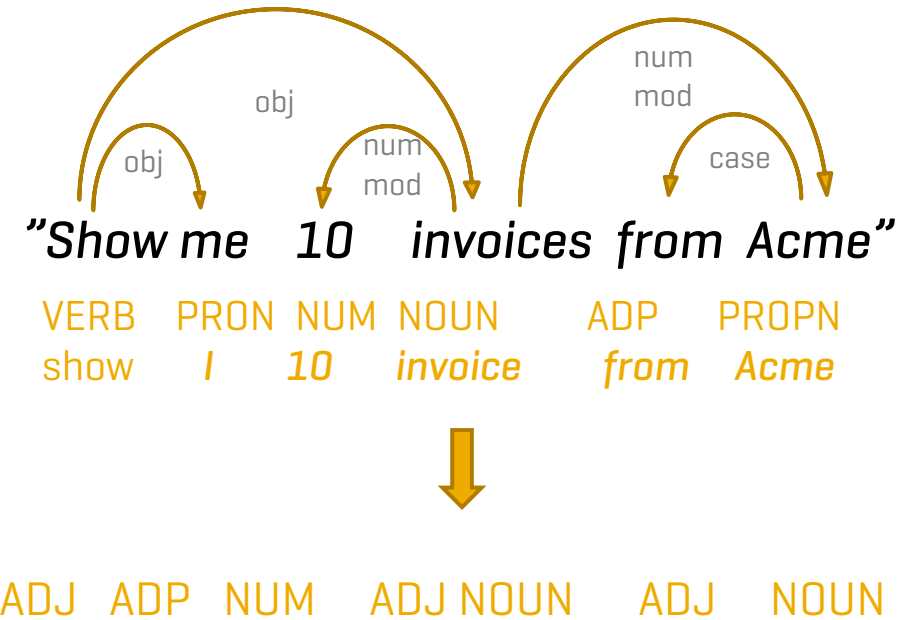 num
mod
obj
num
mod
case
obj
”Show me 10 invoices from Acme”
VERB PRON NUM NOUN ADP PROPN
show I 10 invoice from Acme
ADJ ADP NUM ADJ NOUN ADJ NOUN